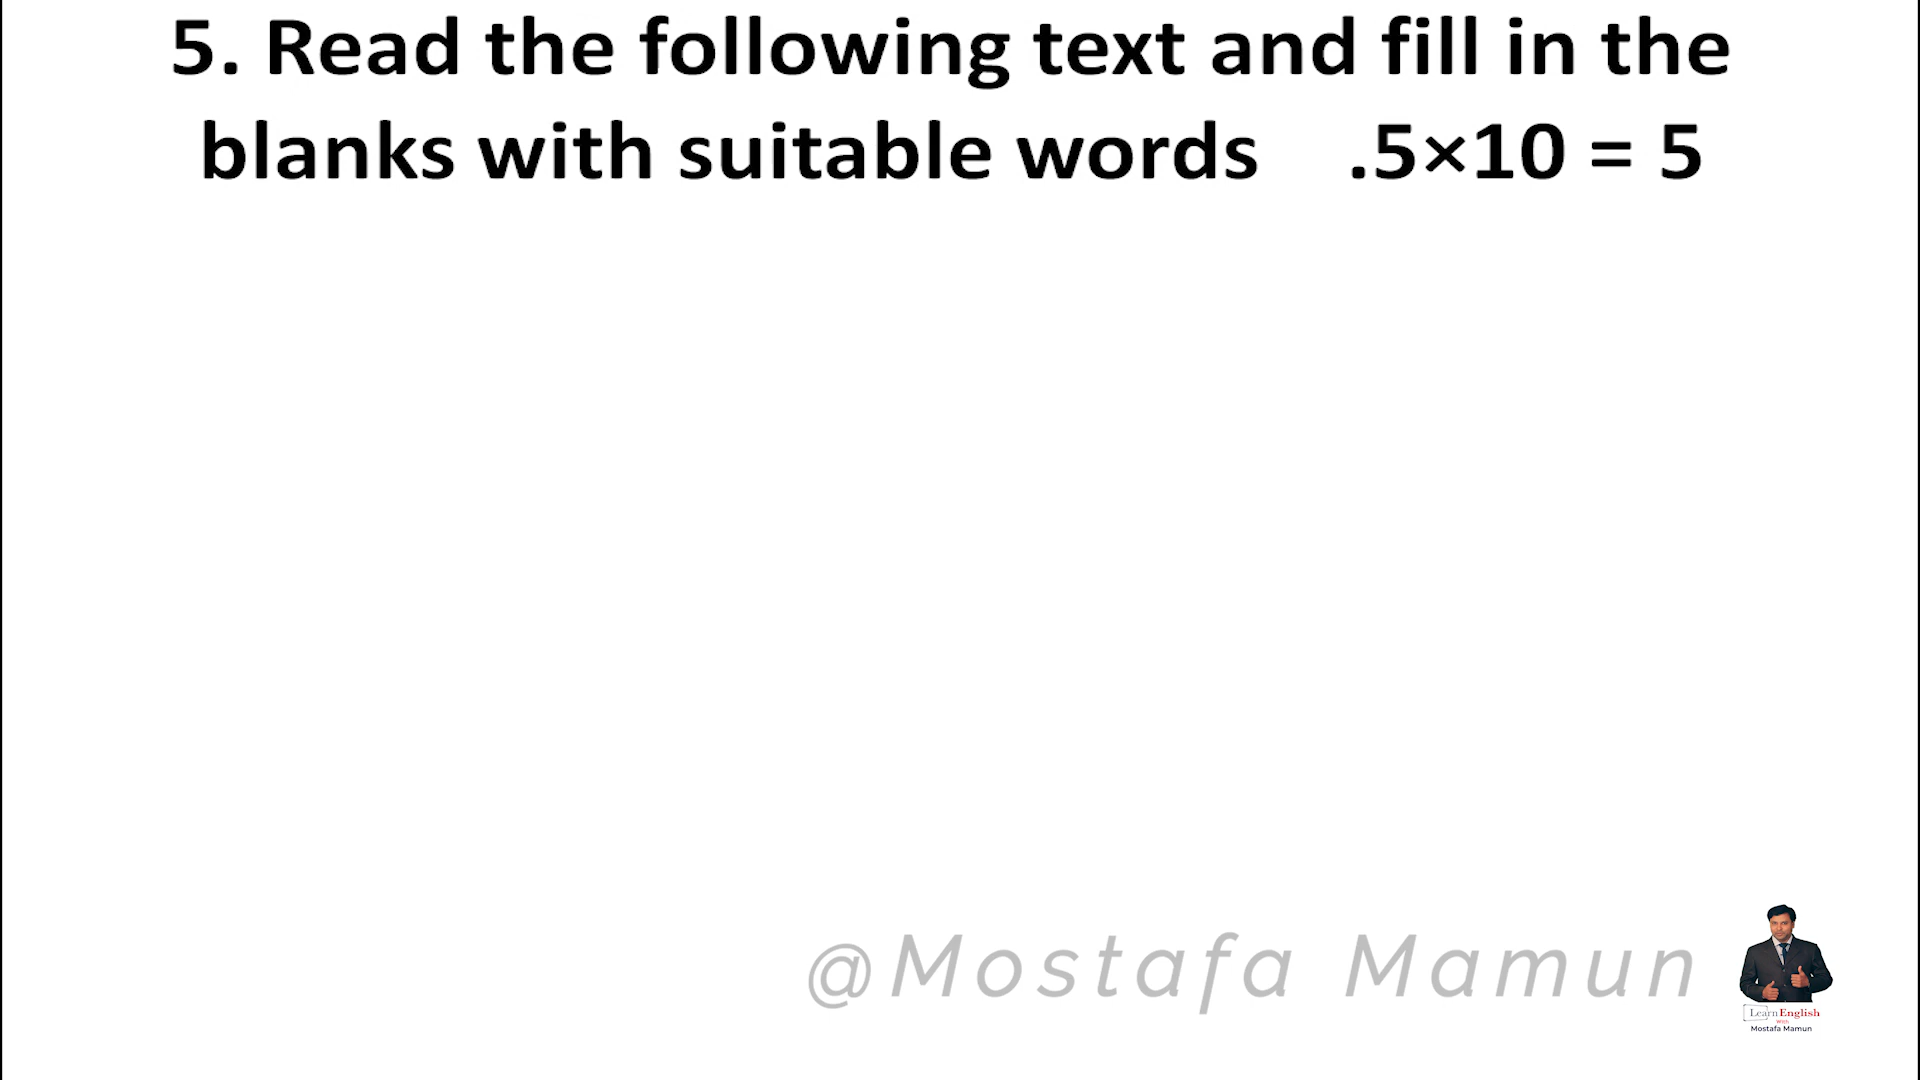 5. Read the following text and fill in the
blanks with suitable words .5×10 = 5
@Mostafa Mamun
Learn English
With
Mostafa Mamun